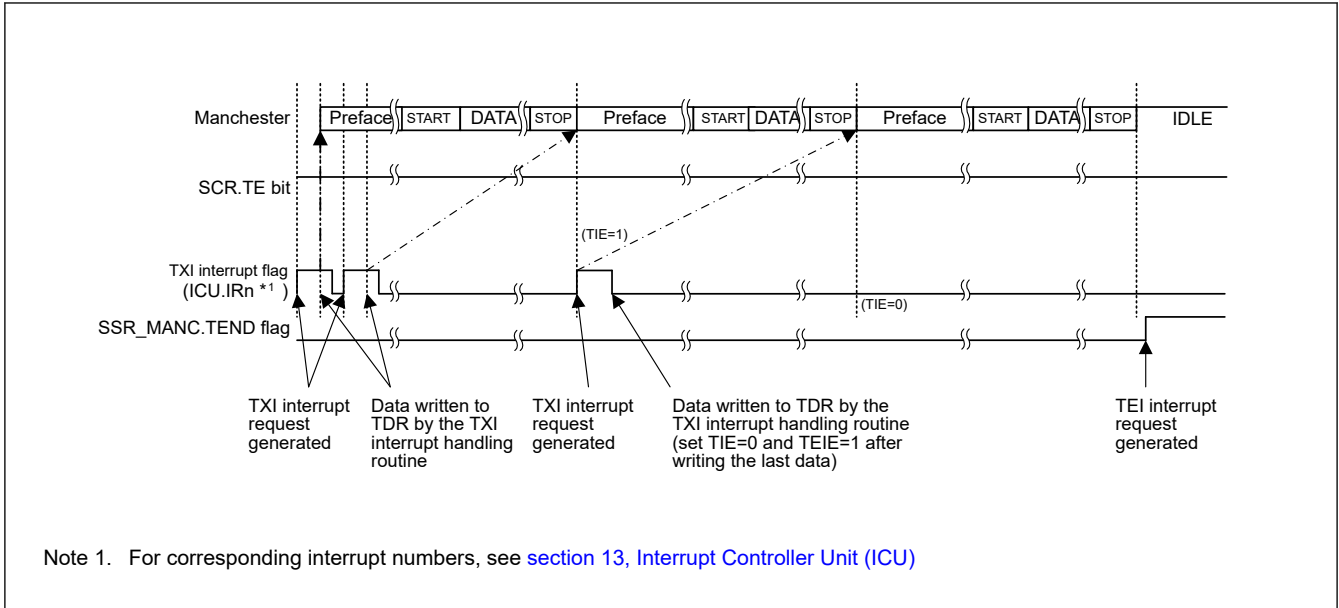 Manchester Preface START DATA STOP Preface START DATA STOP Preface START DATA STOP IDLE
SCR.TE bit
(TIE=1)
TXI interrupt flag
(ICU.IRn *1 )
(TIE=0)
SSR_MANC.TEND flag
TXI interrupt
request
generated
Data written to
TDR by the TXI
interrupt handling
routine
TXI interrupt
request
generated
Data written to TDR by the
TXI interrupt handling routine
(set TIE=0 and TEIE=1 after
writing the last data)
TEI interrupt
request
generated
Note 1. For corresponding interrupt numbers, see section 13, Interrupt Controller Unit (ICU)